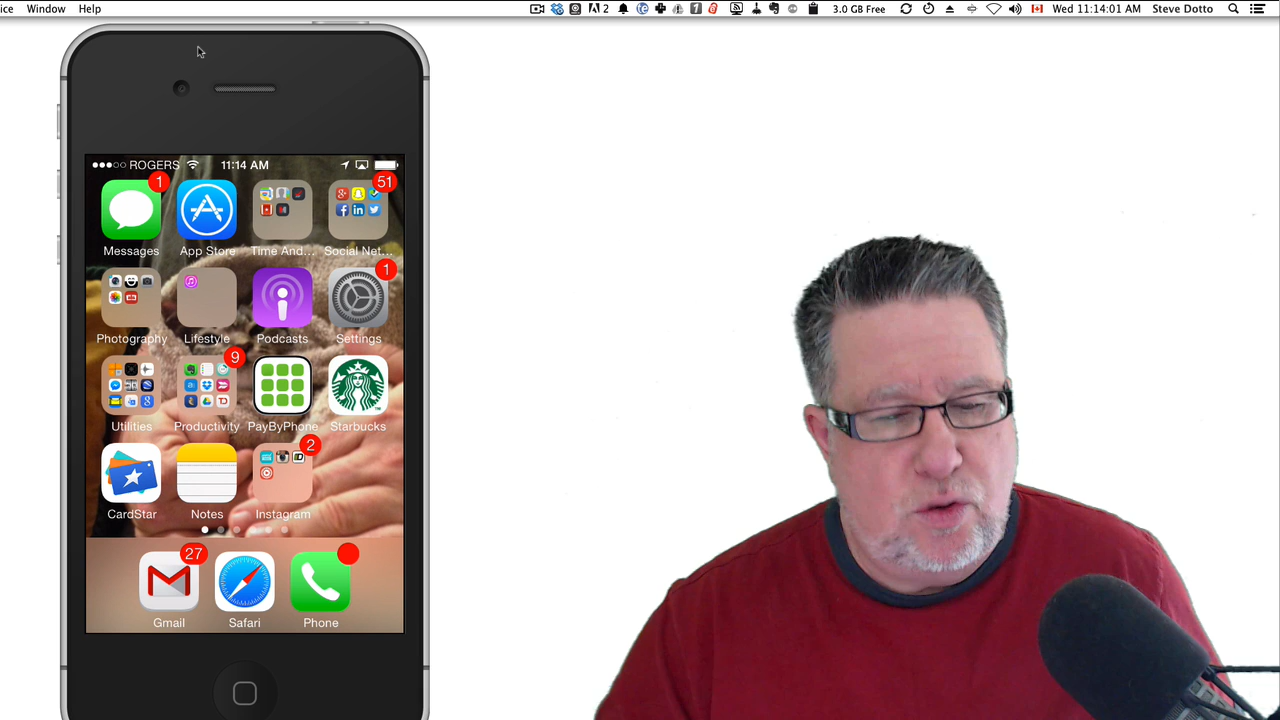 ice Window Help 2 1 3.0 GB Free Wed 11:14:01 AM Steve Dotto
ROGERS 11:14 AM
1 51
Messages App Store Time And... Social Net...
1
Photography Lifestyle Podcasts Settings
9
Utilities Productivity PayByPhone Starbucks
2
CardStar Notes Instagram
27
Gmail Safari Phone